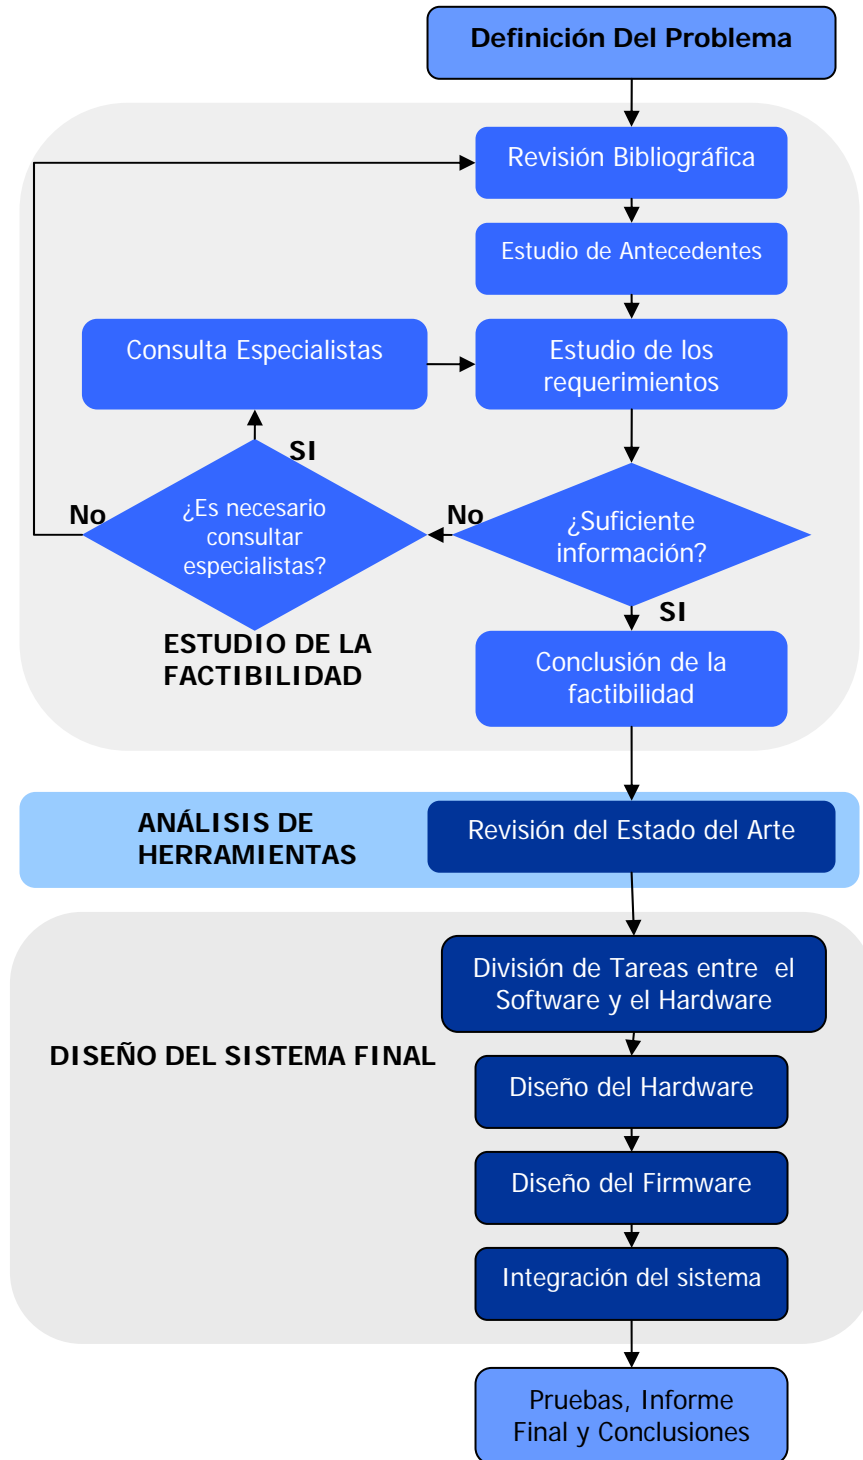 Definición Del Problema
Revisión Bibliográfica
Estudio de Antecedentes
Consulta Especialistas
Estudio de los
requerimientos
SI
No
¿Es necesario
consultar
especialistas?
No
¿Suficiente
información?
SI
ESTUDIO DE LA
FACTIBILIDAD
Conclusión de la
factibilidad
ANÁLISIS DE
HERRAMIENTAS
Revisión del Estado del Arte
División de Tareas entre  el
Software y el Hardware
DISEÑO DEL SISTEMA FINAL
Diseño del Hardware
Diseño del Firmware
Integración del sistema
Pruebas, Informe
Final y Conclusiones